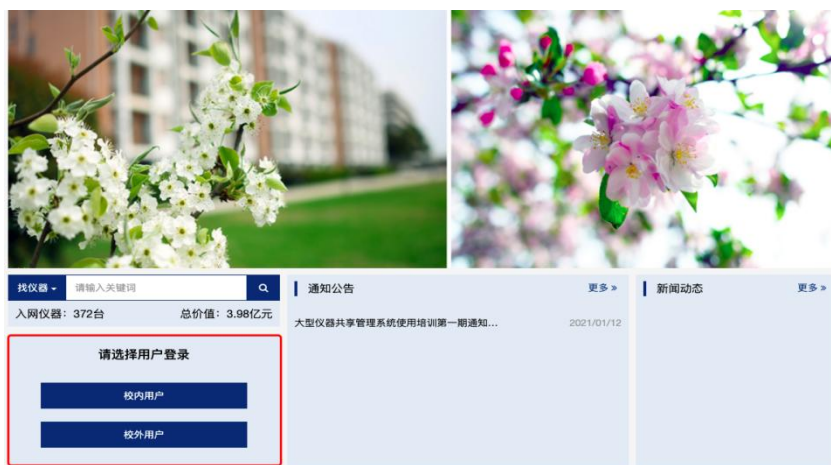 找仪器 请输入关键词
入网仪器：372台 总价值：3.98亿元
请选择用户登录
校内用户
校外用户
通知公告 更多 »
大型仪器共享管理系统使用培训第一期通知... 2021/01/12
新闻动态 更多 »